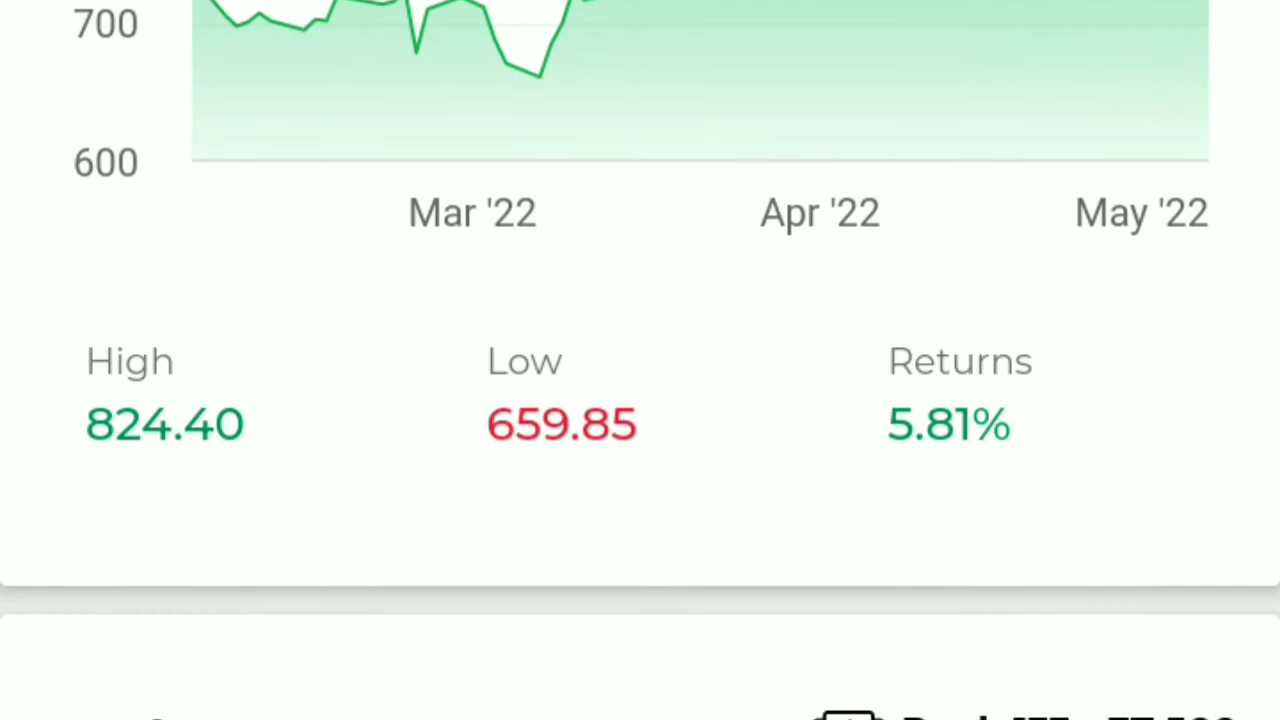 700
600
Mar '22
Apr '22
May '22
High
Low
Returns
824.40
659.85
5.81%